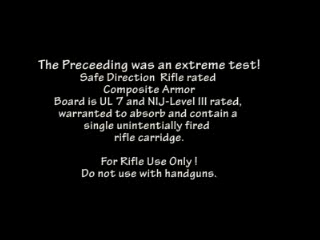 The Preceeding was an extreme test!
Safe Direction Rifle rated
Composite Armor
Board is UL 7 and NIJ-Level III rated,
warranted to absorb and contain a
single unintentially fired
rifle carridge.
For Rifle Use Only !
Do not use with handguns.